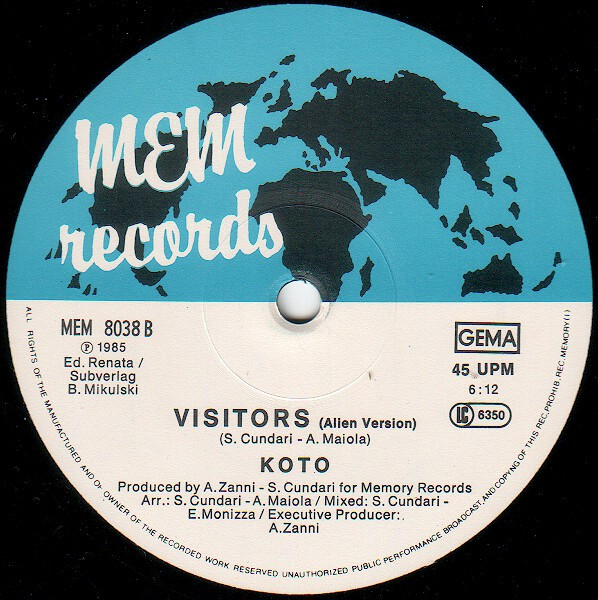 MEM
records
MEM 8038 B
℗ 1985
Ed. Renata /
Subverlag
B. Mikulski
GEMA
45 UPM
6:12
LC 6350
VISITORS (Alien Version)
(S. Cundari - A. Maiola)
KOTO
Produced by A.Zanni - S. Cundari for Memory Records
Arr.: S. Cundari - A. Maiola / Mixed: S. Cundari -
E.Monizza / Executive Producer:
A.Zanni
ALL RIGHTS OF THE MANUFACTURED AND OF OWNER OF THE RECORDED WORK RESERVED UNAUTHORIZED PUBLIC PERFORMANCE BROADCAST, AND COPYNG OF THIS REC. PROHIB. REC. MEMORY (I)